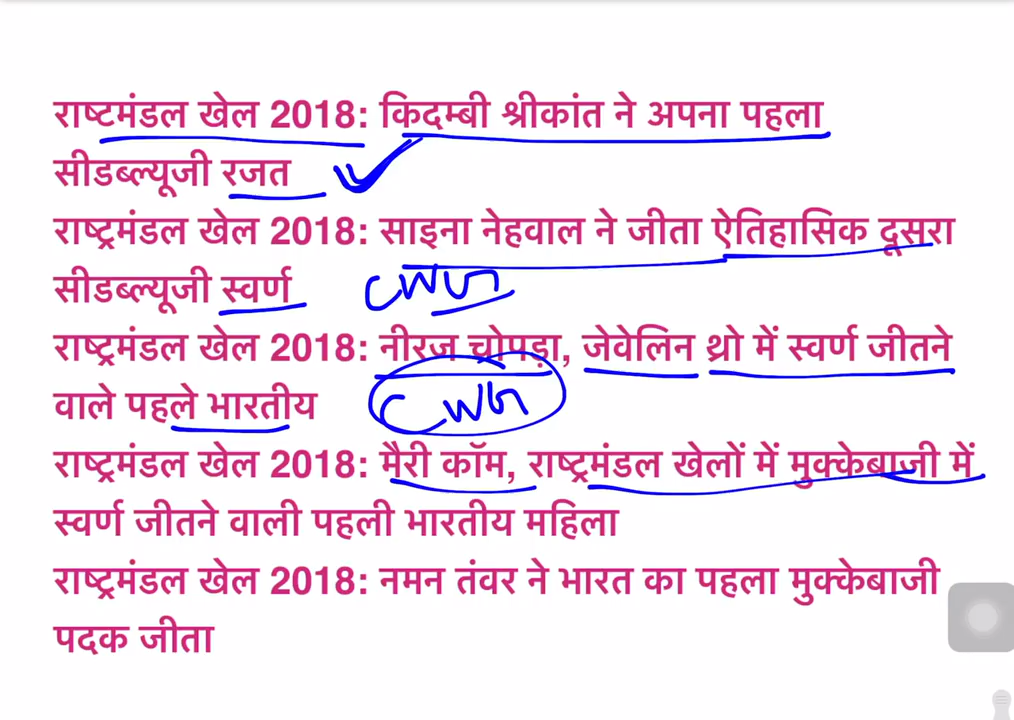 राष्टमंडल खेल 2018: किदम्बी श्रीकांत ने अपना पहला
सीडब्ल्यूजी रजत
राष्ट्रमंडल खेल 2018: साइना नेहवाल ने जीता ऐतिहासिक दूसरा
सीडब्ल्यूजी स्वर्ण CWG
राष्ट्रमंडल खेल 2018: नीरज चोपड़ा, जेवेलिन थ्रो में स्वर्ण जीतने
वाले पहले भारतीय CWG
राष्ट्रमंडल खेल 2018: मैरी कॉम, राष्ट्रमंडल खेलों में मुक्केबाजी में
स्वर्ण जीतने वाली पहली भारतीय महिला
राष्ट्रमंडल खेल 2018: नमन तंवर ने भारत का पहला मुक्केबाजी
पदक जीता